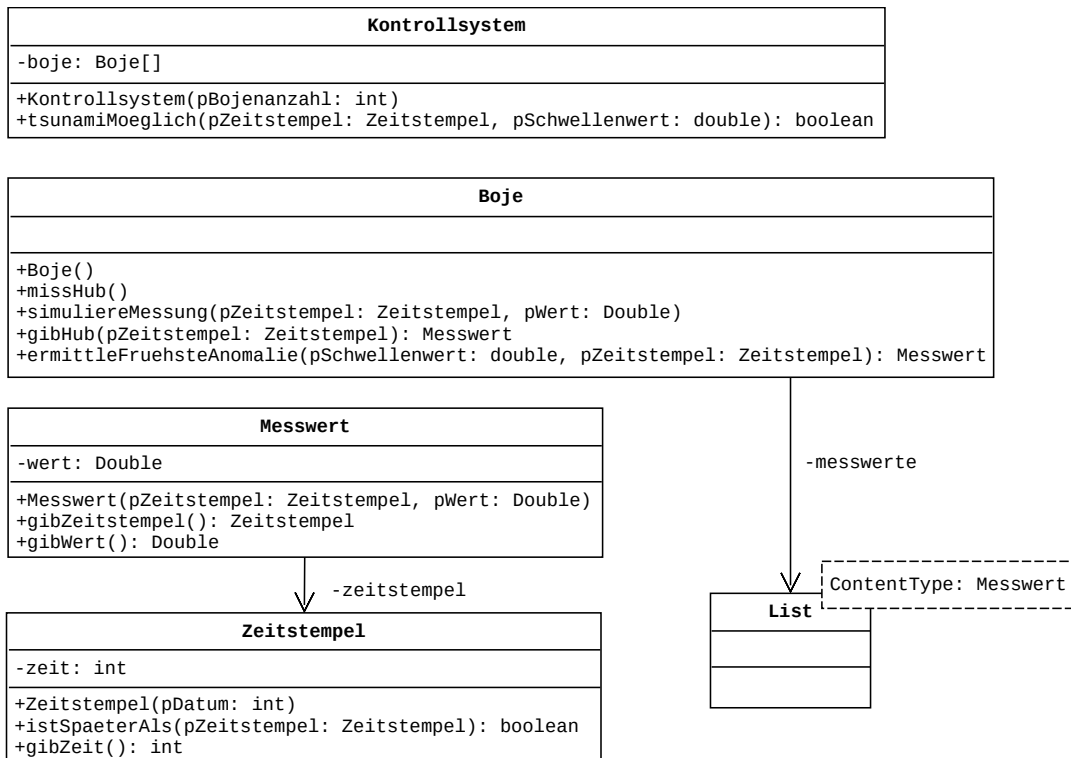 Kontrollsystem
-boje: Boje[]
+Kontrollsystem(pBojenanzahl: int)
+tsunamiMoeglich(pZeitstempel: Zeitstempel, pSchwellenwert: double): boolean
Boje
+Boje()
+missHub()
+simuliereMessung(pZeitstempel: Zeitstempel, pWert: Double)
+gibHub(pZeitstempel: Zeitstempel): Messwert
+ermittleFruehsteAnomalie(pSchwellenwert: double, pZeitstempel: Zeitstempel): Messwert
Messwert
-wert: Double
+Messwert(pZeitstempel: Zeitstempel, pWert: Double)
+gibZeitstempel(): Zeitstempel
+gibWert(): Double
-messwerte
-zeitstempel
ContentType: Messwert
List
Zeitstempel
-zeit: int
+Zeitstempel(pDatum: int)
+istSpaeterAls(pZeitstempel: Zeitstempel): boolean
+gibZeit(): int